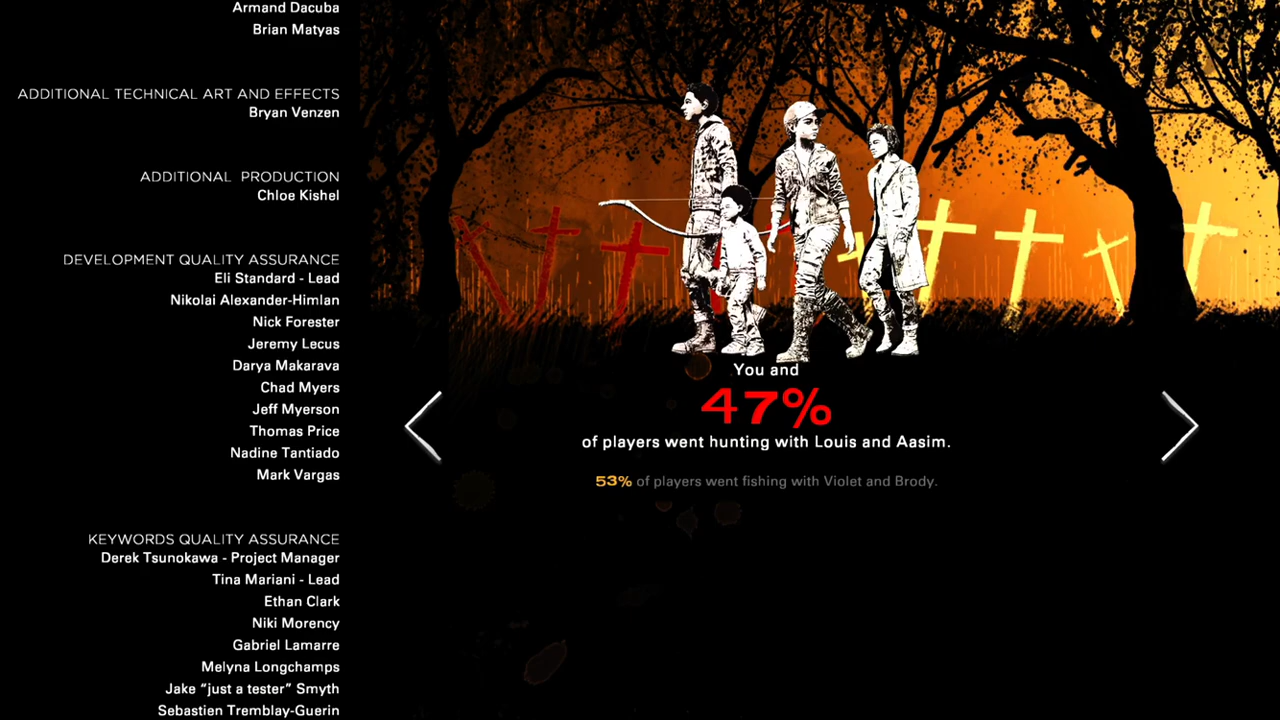 Armand Dacuba
Brian Matyas
ADDITIONAL TECHNICAL ART AND EFFECTS
Bryan Venzen
ADDITIONAL PRODUCTION
Chloe Kishel
DEVELOPMENT QUALITY ASSURANCE
Eli Standard - Lead
Nikolai Alexander-Himlan
Nick Forester
Jeremy Lecus
Darya Makarava
Chad Myers
Jeff Myerson
Thomas Price
Nadine Tantiado
Mark Vargas
KEYWORDS QUALITY ASSURANCE
Derek Tsunokawa - Project Manager
Tina Mariani - Lead
Ethan Clark
Niki Morency
Gabriel Lamarre
Melyna Longchamps
Jake “just a tester” Smyth
Sebastien Tremblay-Guerin
You and
47%
of players went hunting with Louis and Aasim.
53% of players went fishing with Violet and Brody.